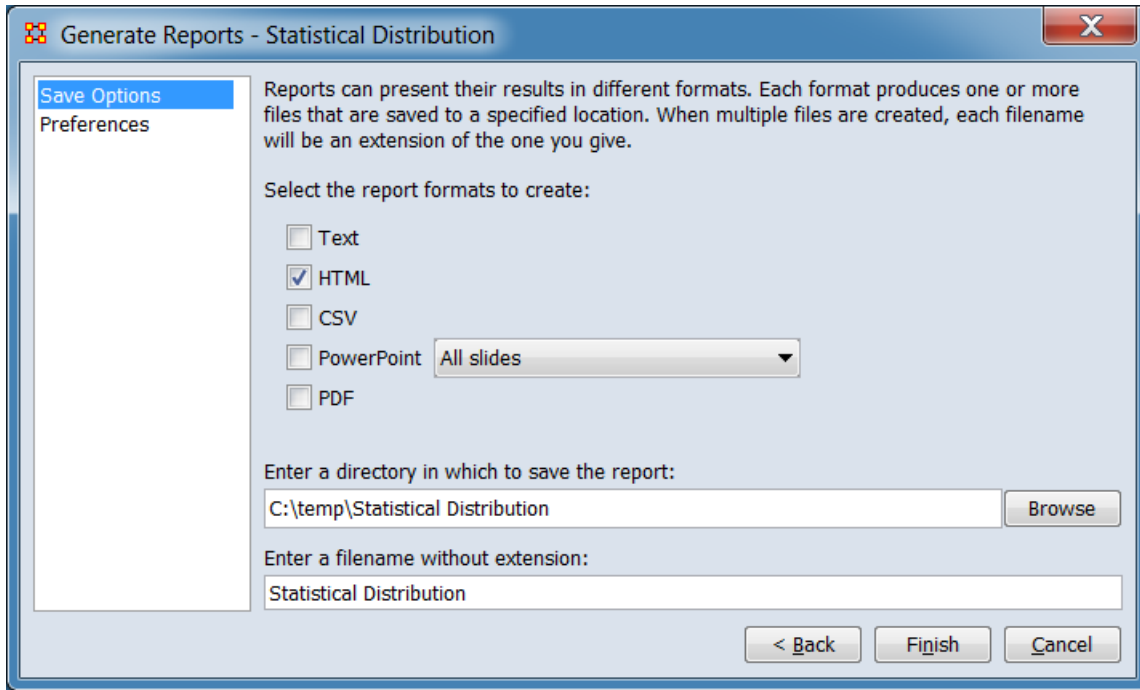 Generate Reports - Statistical Distribution
Save Options
Preferences
Reports can present their results in different formats. Each format produces one or more
files that are saved to a specified location. When multiple files are created, each filename
will be an extension of the one you give.
Select the report formats to create:
Text
HTML
CSV
PowerPoint All slides
PDF
Enter a directory in which to save the report:
C:\temp\Statistical Distribution Browse
Enter a filename without extension:
Statistical Distribution
< Back Finish Cancel